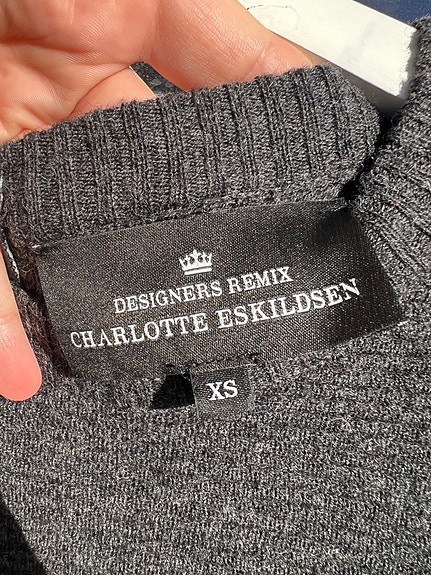 DESIGNERS REMIX
CHARLOTTE ESKILDSEN
XS